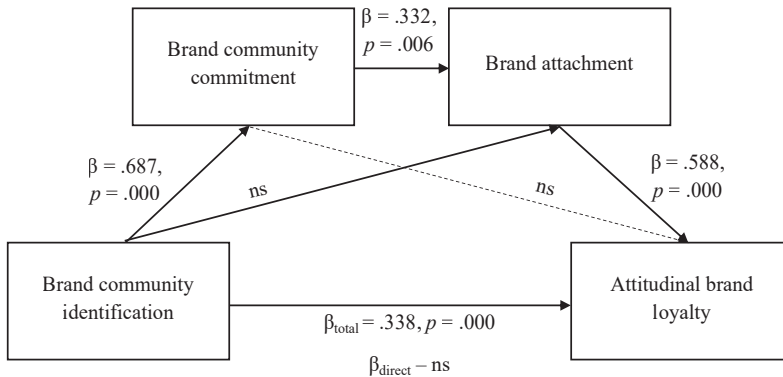 β = .332,
p = .006
Brand community
commitment
Brand attachment
β = .687,
p = .000
ns
ns
β = .588,
p = .000
Brand community
identification
Attitudinal brand
loyalty
βtotal = .338, p = .000
βdirect – ns